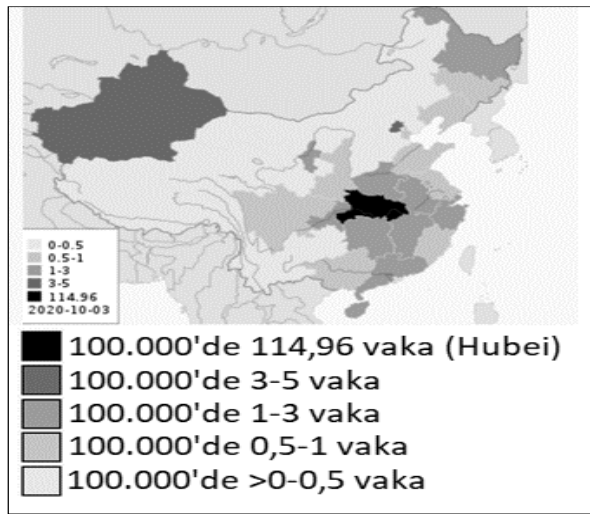 0-0.5
0.5-1
1-3
3-5
114.96
2020-10-03
100.000'de 114,96 vaka (Hubei)
100.000'de 3-5 vaka
100.000'de 1-3 vaka
100.000'de 0,5-1 vaka
100.000'de >0-0,5 vaka